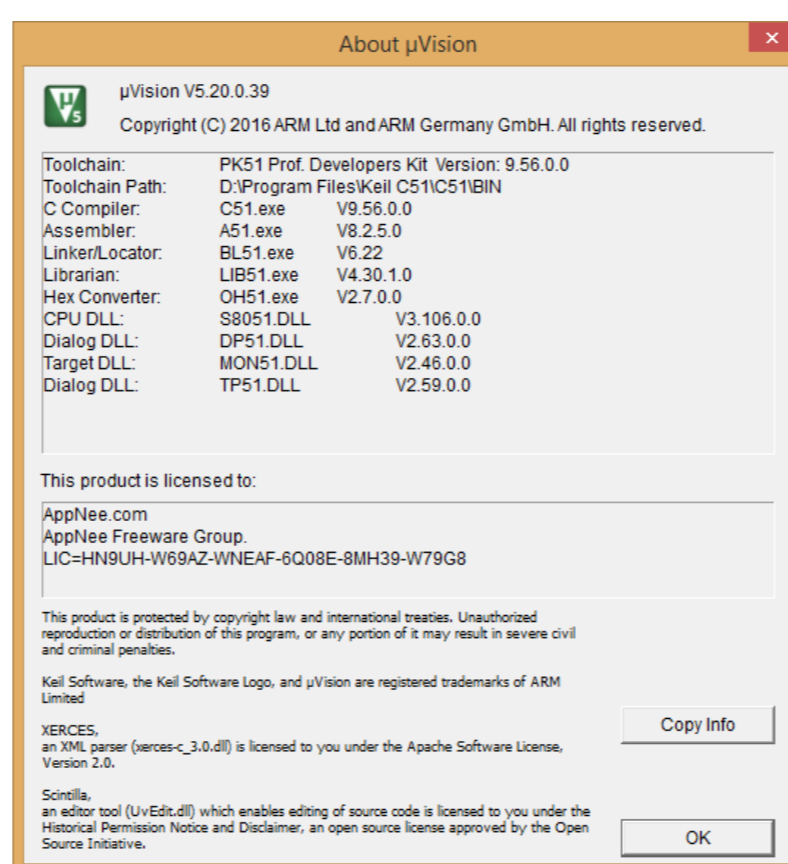 About µVision
µVision V5.20.0.39
Copyright (C) 2016 ARM Ltd and ARM Germany GmbH. All rights reserved.
Toolchain: PK51 Prof. Developers Kit Version: 9.56.0.0
Toolchain Path: D:\Program Files\Keil C51\C51\BIN
C Compiler: C51.exe V9.56.0.0
Assembler: A51.exe V8.2.5.0
Linker/Locator: BL51.exe V6.22
Librarian: LIB51.exe V4.30.1.0
Hex Converter: OH51.exe V2.7.0.0
CPU DLL: S8051.DLL V3.106.0.0
Dialog DLL: DP51.DLL V2.63.0.0
Target DLL: MON51.DLL V2.46.0.0
Dialog DLL: TP51.DLL V2.59.0.0
This product is licensed to:
AppNee.com
AppNee Freeware Group.
LIC=HN9UH-W69AZ-WNEAF-6Q08E-8MH39-W79G8
This product is protected by copyright law and international treaties. Unauthorized
reproduction or distribution of this program, or any portion of it may result in severe civil
and criminal penalties.
Keil Software, the Keil Software Logo, and µVision are registered trademarks of ARM
Limited
XERCES,
an XML parser (xerces-c_3.0.dll) is licensed to you under the Apache Software License,
Version 2.0.
Copy Info
Scintilla,
an editor tool (UvEdit.dll) which enables editing of source code is licensed to you under the
Historical Permission Notice and Disclaimer, an open source license approved by the Open
Source Initiative.
OK